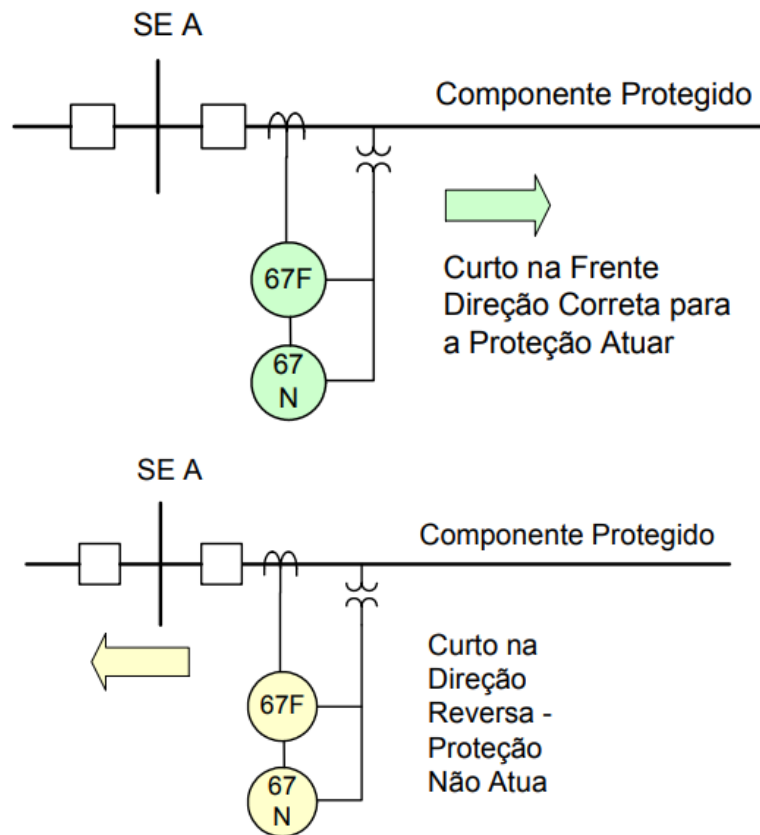 SE A
Componente Protegido
67F
67
N
Curto na Frente
Direção Correta para
a Proteção Atuar
SE A
Componente Protegido
67F
67
N
Curto na
Direção
Reversa -
Proteção
Não Atua